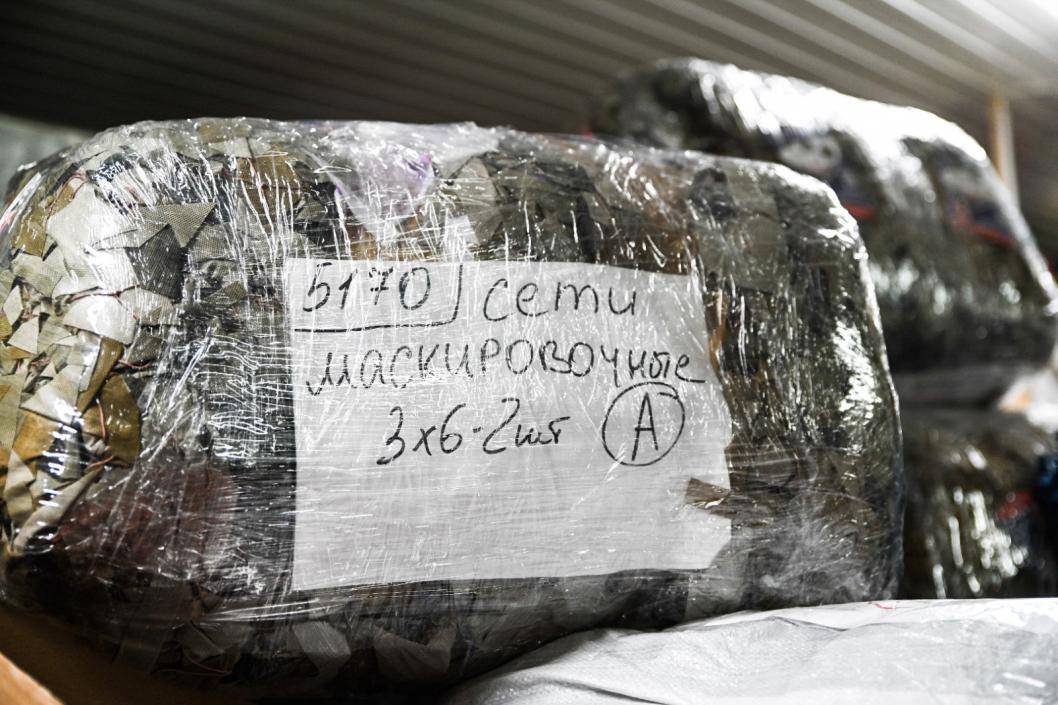 5170 сети
маскировочные
3х6-2шт А